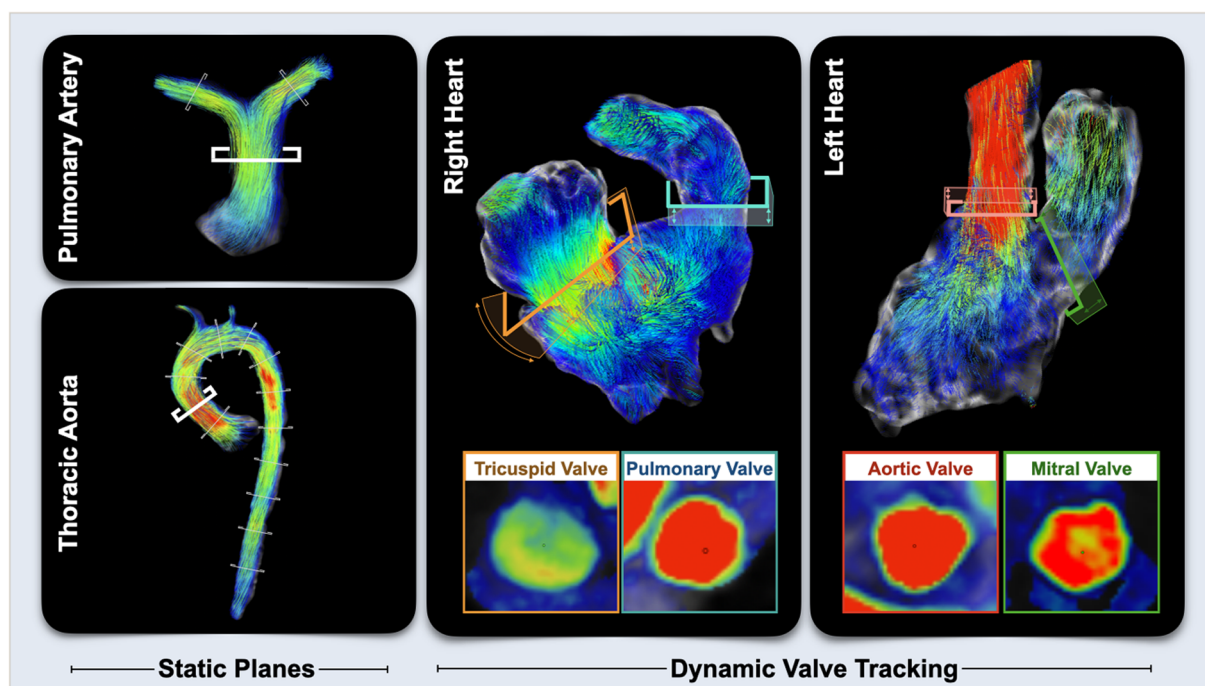 Pulmonary Artery
Thoracic Aorta
Right Heart
Left Heart
Tricuspid Valve
Pulmonary Valve
Aortic Valve
Mitral Valve
Static Planes
Dynamic Valve Tracking